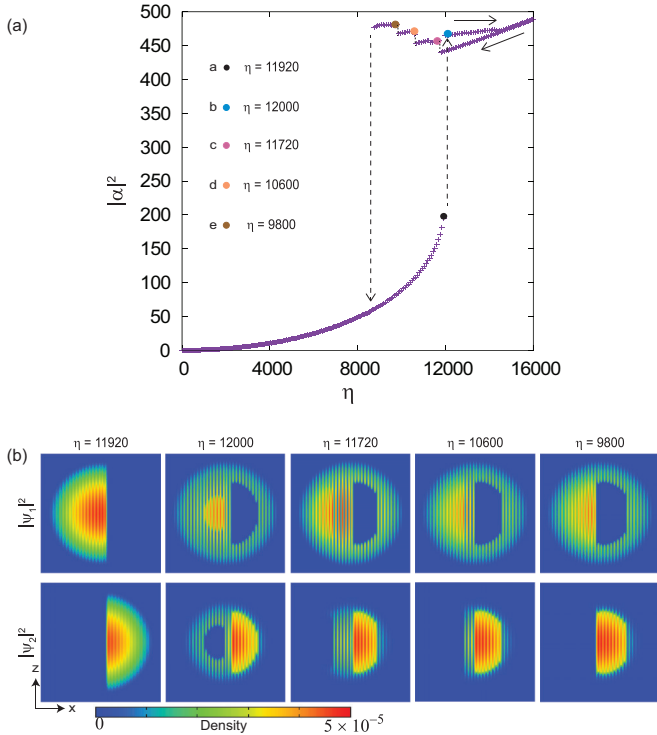 (a)
500
450
400
350
300
250
200
150
100
50
0
|α|²
a η = 11920
b η = 12000
c η = 11720
d η = 10600
e η = 9800
0 4000 8000 12000 16000
η
(b)
η = 11920 η = 12000 η = 11720 η = 10600 η = 9800
|ψ₁|²
|ψ₂|²
z
x
0 Density 5 × 10⁻⁵